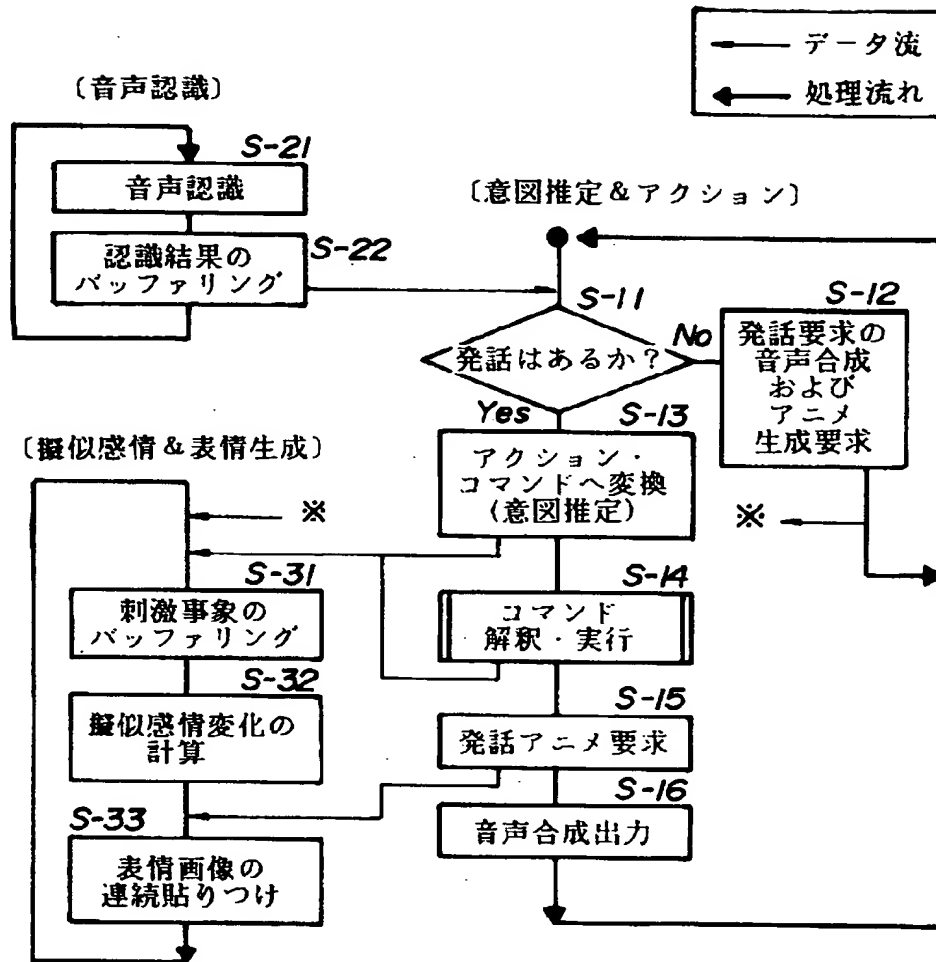 データ流
処理流れ
〔音声認識〕
S-21
音声認識
認識結果の
バッファリング
S-22
〔意図推定&アクション〕
S-11
発話はあるか?
No
Yes
S-12
発話要求の
音声合成
および
アニメ
生成要求
※
S-13
アクション・
コマンドへ変換
(意図推定)
S-14
コマンド
解釈・実行
S-15
発話アニメ要求
S-16
音声合成出力
〔擬似感情&表情生成〕
※
S-31
刺激事象の
バッファリング
S-32
擬似感情変化の
計算
S-33
表情画像の
連続貼りつけ